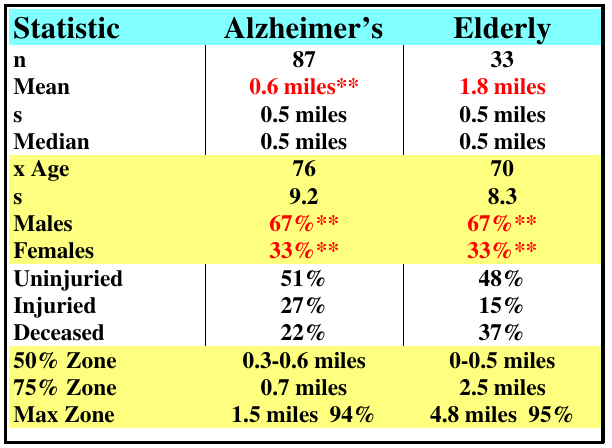 Statistic Alzheimer's Elderly
n 87 33
Mean 0.6 miles** 1.8 miles
s 0.5 miles 0.5 miles
Median 0.5 miles 0.5 miles
x Age 76 70
s 9.2 8.3
Males 67%** 67%**
Females 33%** 33%**
Uninjuried 51% 48%
Injuried 27% 15%
Deceased 22% 37%
50% Zone 0.3-0.6 miles 0-0.5 miles
75% Zone 0.7 miles 2.5 miles
Max Zone 1.5 miles 94% 4.8 miles 95%